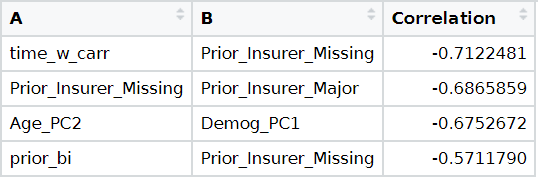 A B Correlation
time_w_carr Prior_Insurer_Missing -0.7122481
Prior_Insurer_Missing Prior_Insurer_Major -0.6865859
Age_PC2 Demog_PC1 -0.6752672
prior_bi Prior_Insurer_Missing -0.5711790